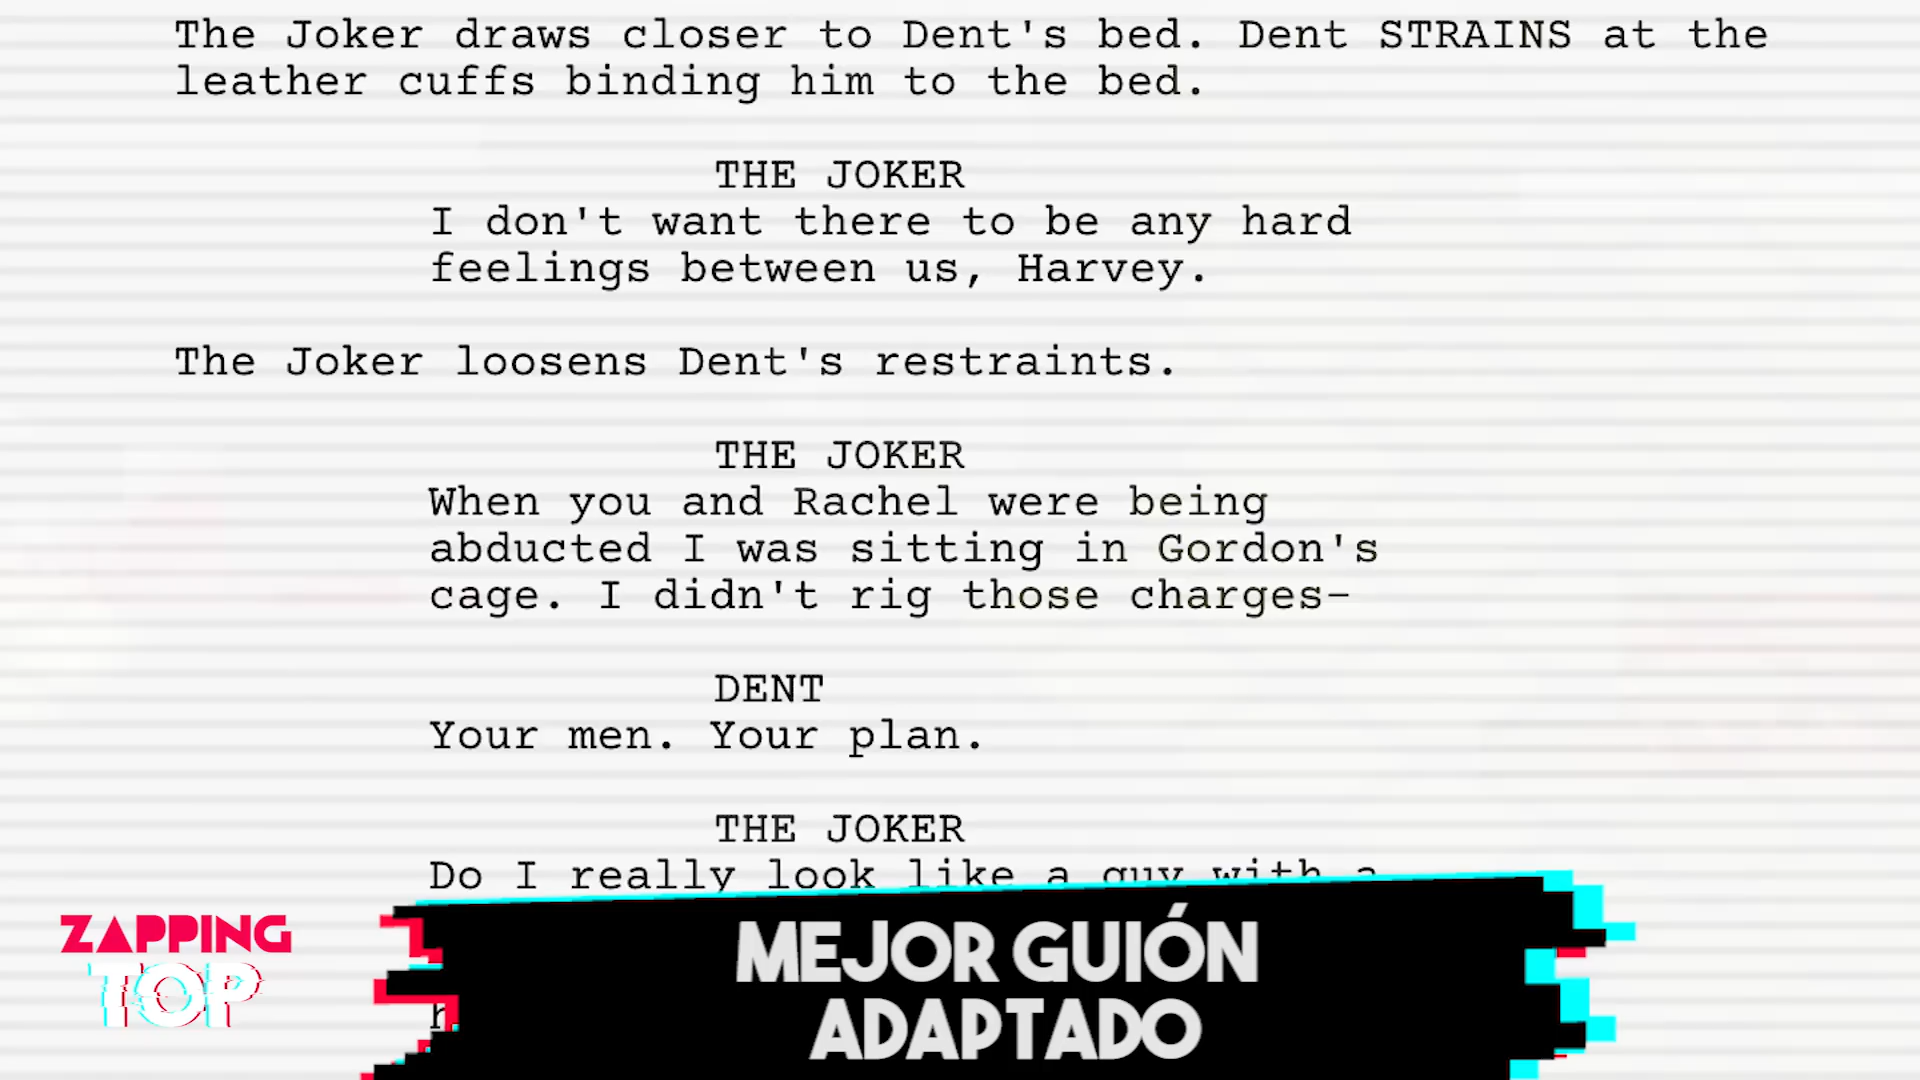 The Joker draws closer to Dent's bed. Dent STRAINS at the
leather cuffs binding him to the bed.
THE JOKER
I don't want there to be any hard
feelings between us, Harvey.
The Joker loosens Dent's restraints.
THE JOKER
When you and Rachel were being
abducted I was sitting in Gordon's
cage. I didn't rig those charges-
DENT
Your men. Your plan.
THE JOKER
Do I really look like a guy with a
ZAPPING
TOP
MEJOR GUIÓN
ADAPTADO